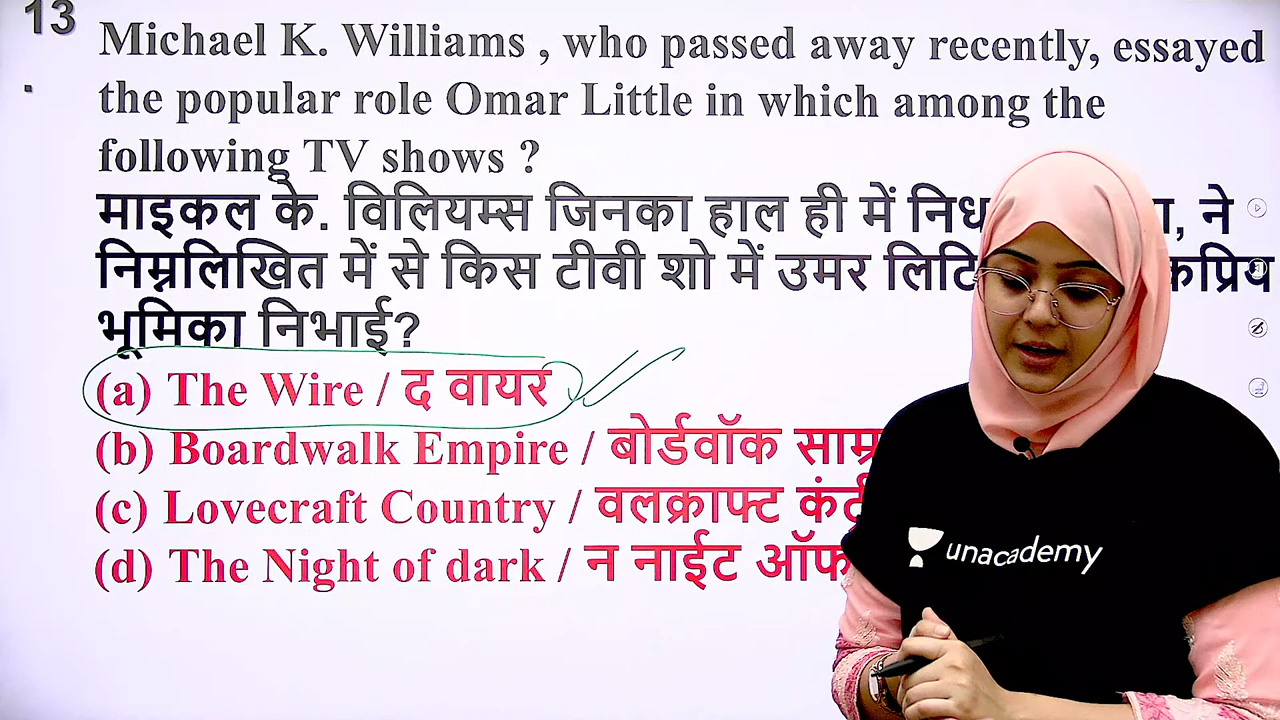 13
. Michael K. Williams , who passed away recently, essayed
the popular role Omar Little in which among the
following TV shows ?
माइकल के. विलियम्स जिनका हाल ही में , ने
निम्नलिखित में से किस टीवी शो में उमर
भूमिका निभाई?
(a) The Wire / द वायर
(b) Boardwalk Empire / बोर्डवॉक
(c) Lovecraft Country / वलक्राफ्ट
(d) The Night of dark / न नाईट ऑफ
unacademy